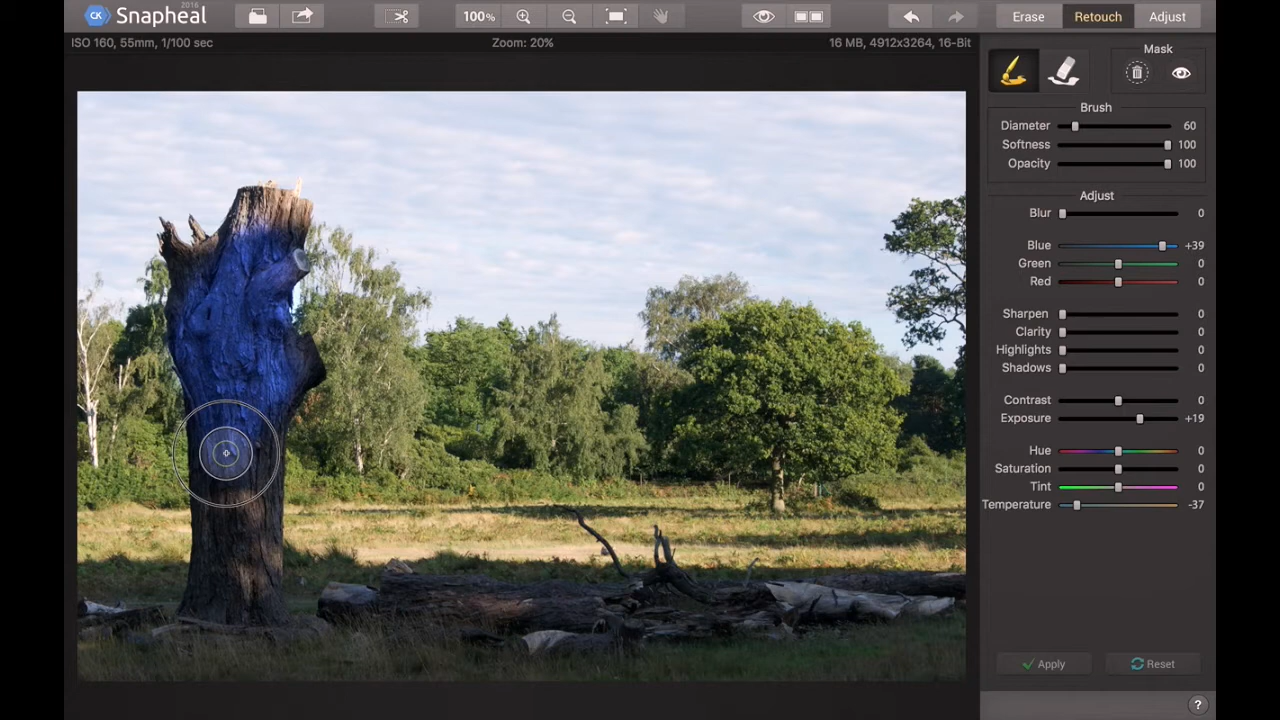 CK Snapheal 2016
100%
Erase Retouch Adjust
ISO 160, 55mm, 1/100 sec Zoom: 20% 16 MB, 4912x3264, 16-Bit
Mask
Brush
Diameter 60
Softness 100
Opacity 100
Adjust
Blur 0
Blue +39
Green 0
Red 0
Sharpen 0
Clarity 0
Highlights 0
Shadows 0
Contrast 0
Exposure +19
Hue 0
Saturation 0
Tint 0
Temperature -37
Apply Reset
?